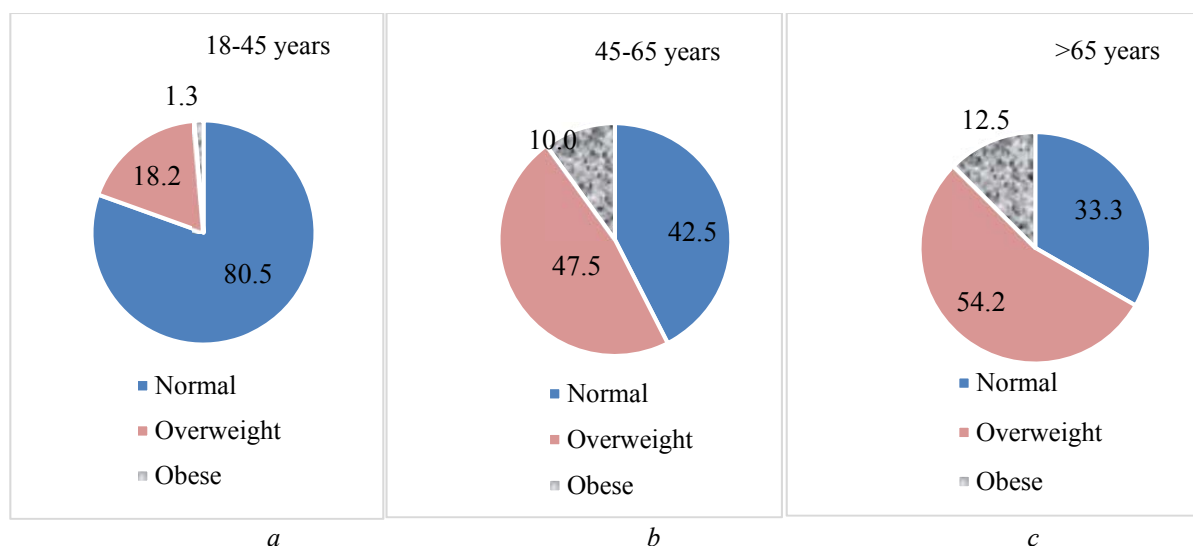 18-45 years
1.3
18.2
80.5
Normal
Overweight
Obese
a
45-65 years
10.0
42.5
47.5
Normal
Overweight
Obese
b
>65 years
12.5
33.3
54.2
Normal
Overweight
Obese
c